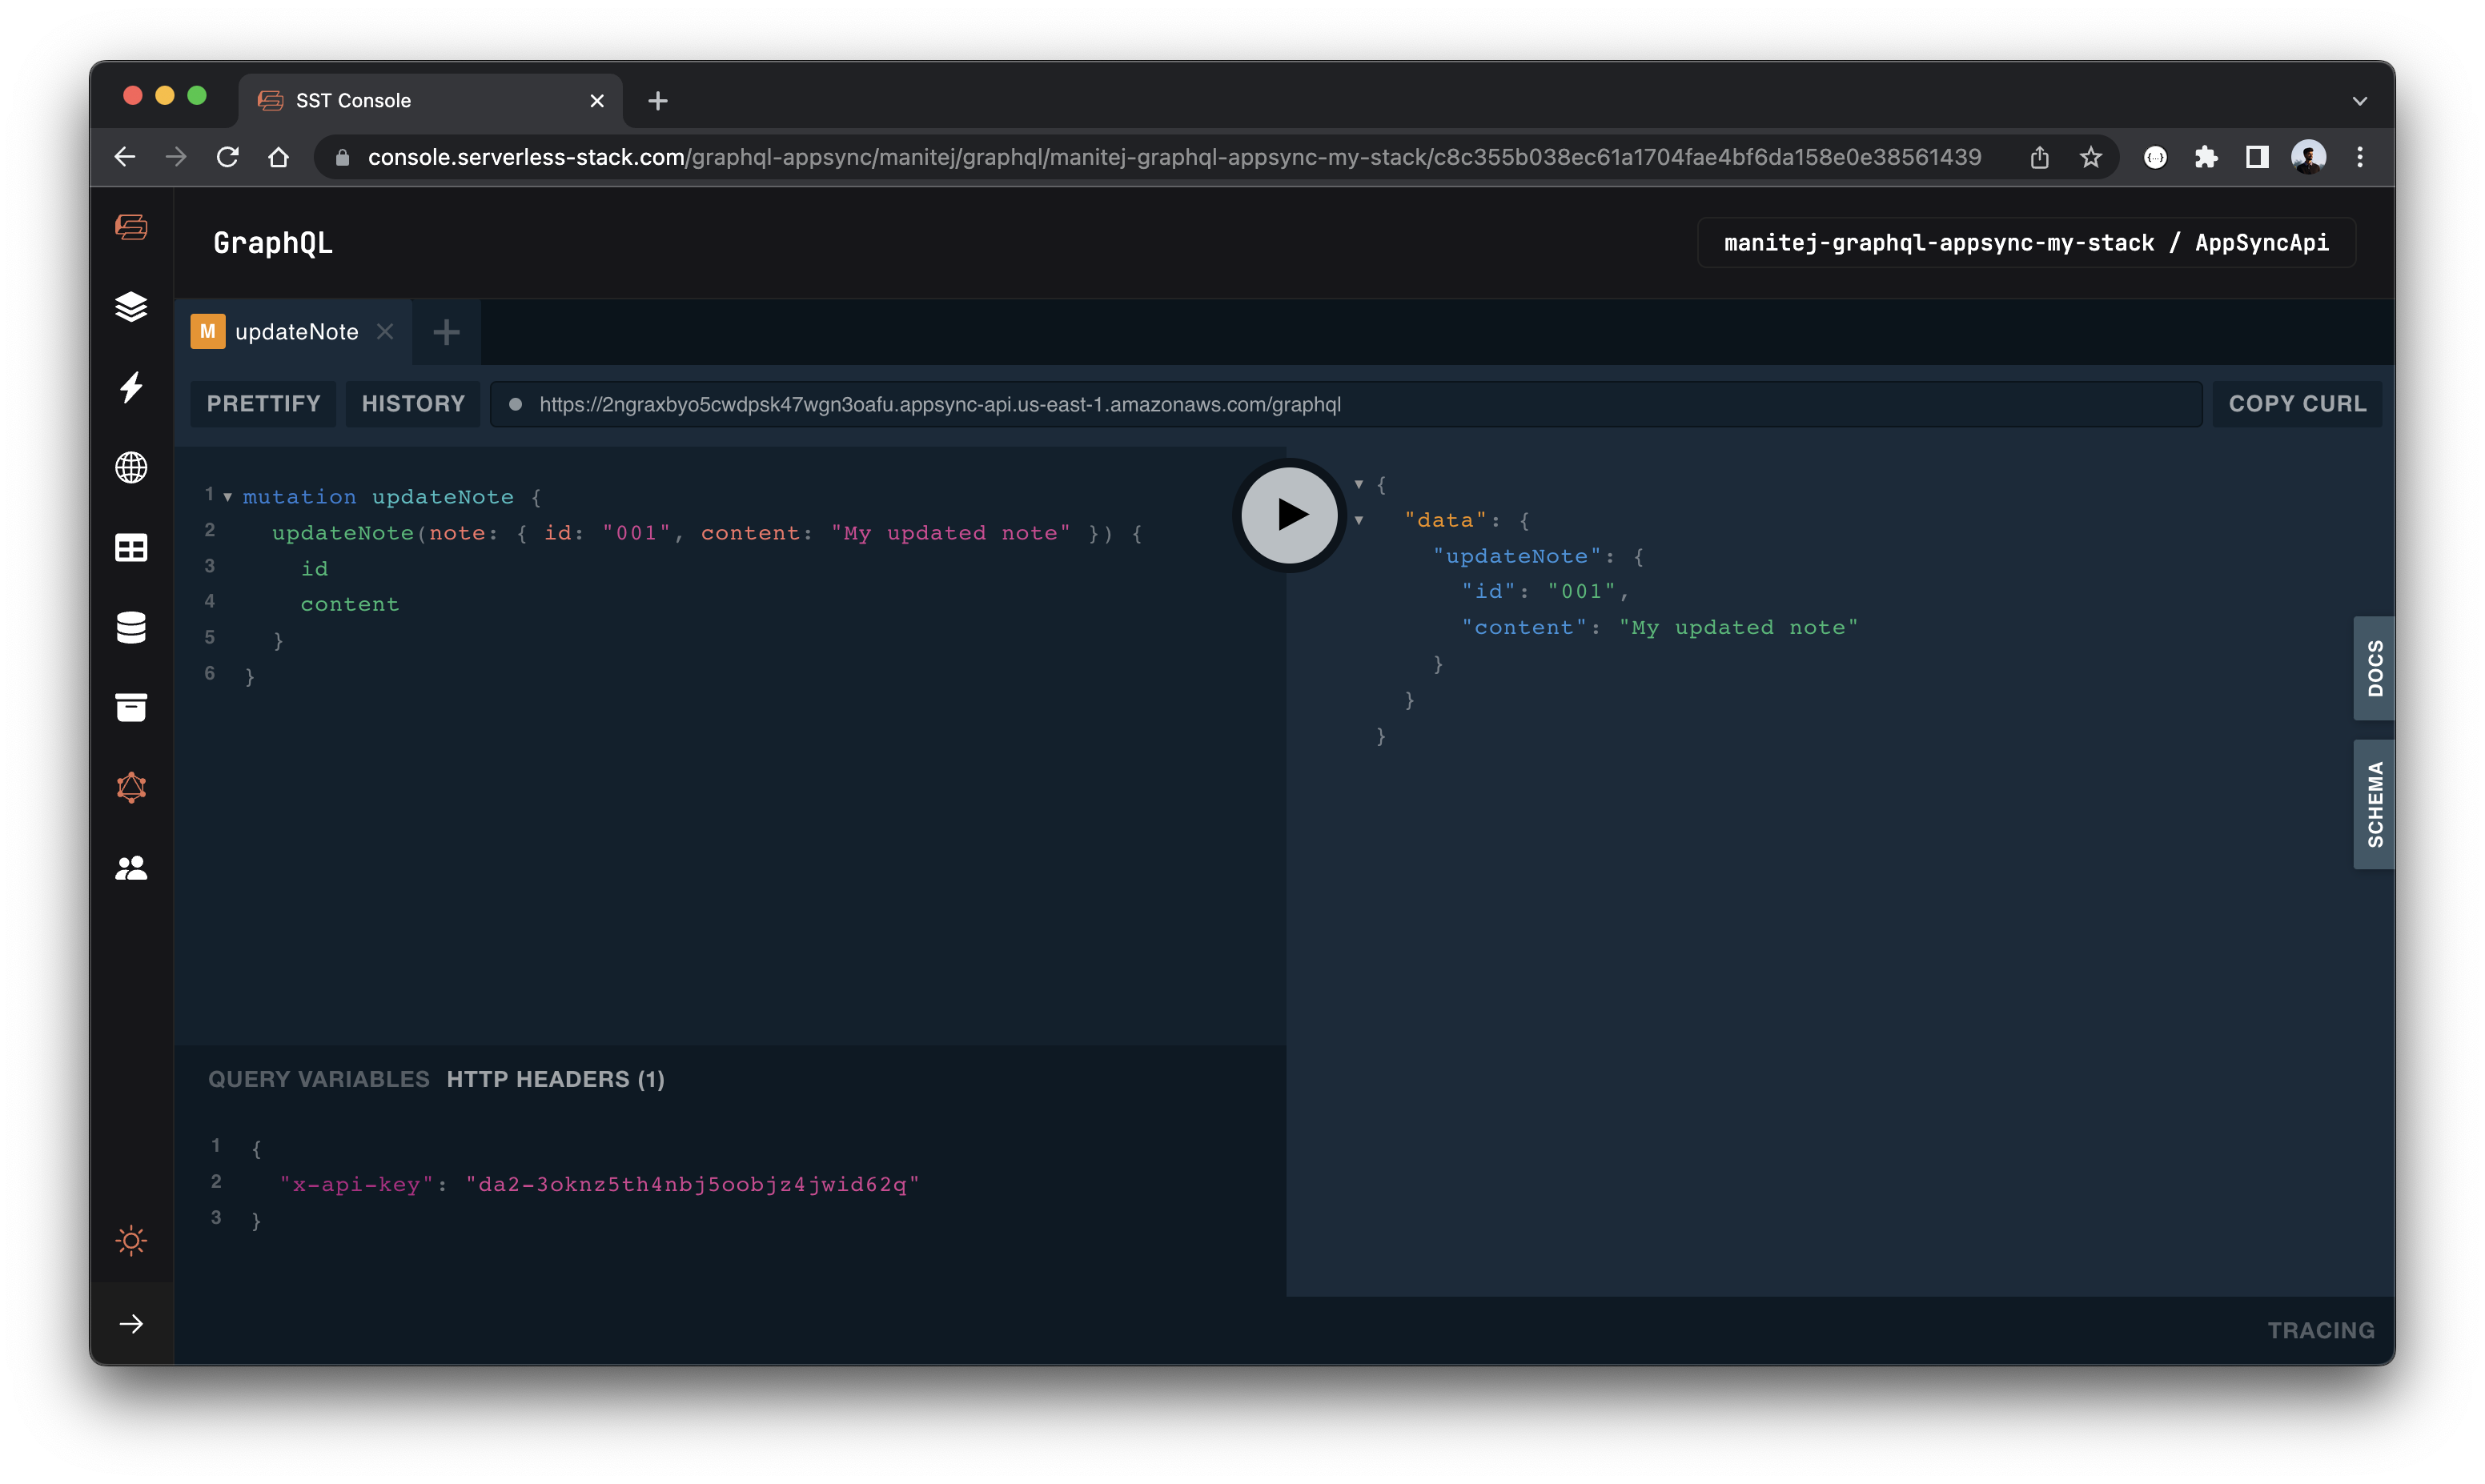 SST Console
console.serverless-stack.com/graphql-appsync/manitej/graphql/manitej-graphql-appsync-my-stack/c8c355b038ec61a1704fae4bf6da158e0e38561439
GraphQL
manitej-graphql-appsync-my-stack / AppSyncApi
M updateNote
PRETTIFY HISTORY https://2ngraxbyo5cwdpsk47wgn3oafu.appsync-api.us-east-1.amazonaws.com/graphql COPY CURL
1 mutation updateNote {
2 updateNote(note: { id: "001", content: "My updated note" }) {
3 id
4 content
5 }
6 }
{
"data": {
"updateNote": {
"id": "001",
"content": "My updated note"
}
}
}
DOCS
SCHEMA
QUERY VARIABLES HTTP HEADERS (1)
1 {
2 "x-api-key": "da2-3oknz5th4nbj5oobjz4jwid62q"
3 }
TRACING